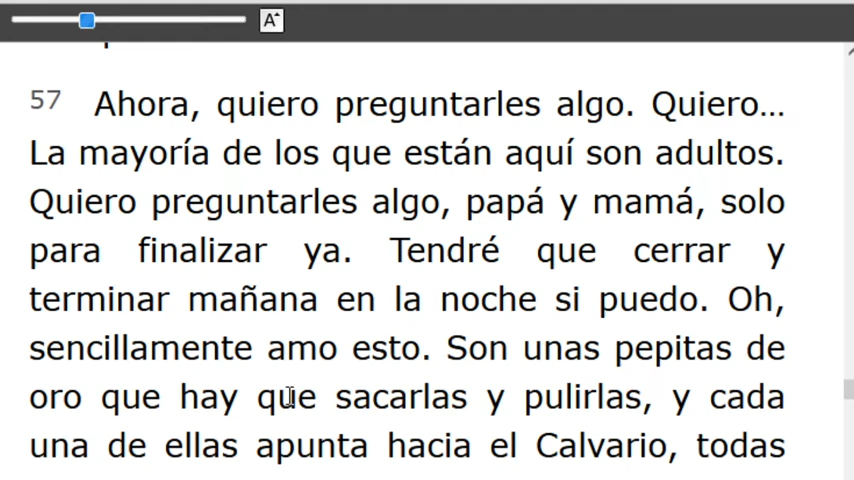 A
57 Ahora, quiero preguntarles algo. Quiero…
La mayoría de los que están aquí son adultos.
Quiero preguntarles algo, papá y mamá, solo
para finalizar ya. Tendré que cerrar y
terminar mañana en la noche si puedo. Oh,
sencillamente amo esto. Son unas pepitas de
oro que hay que sacarlas y pulirlas, y cada
una de ellas apunta hacia el Calvario, todas